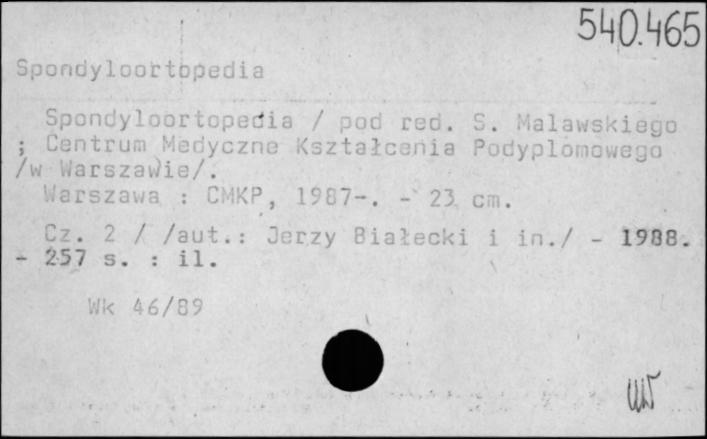 540.465
Spondyloortopedia
Spondyloortopedia / pod red. S. Malawskiego
; Centrum Medyczne Kształcenia Podyplomowego
/w Warszawie/.
Warszawa : CMKP, 1987-. - 23 cm.
Cz. 2 / /aut.: Jerzy Białecki i in./ - 1988.
- 257 s. : il.
Wk 46/89